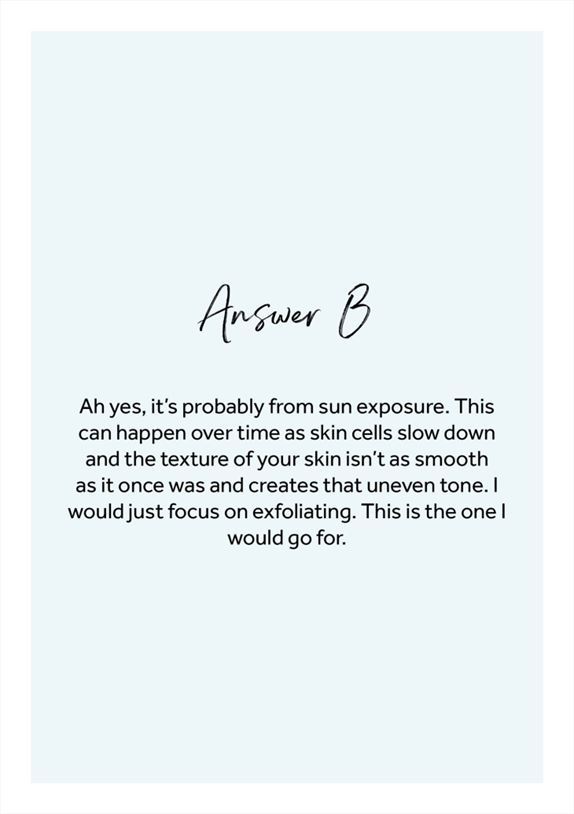 Answer B
Ah yes, it's probably from sun exposure. This
can happen over time as skin cells slow down
and the texture of your skin isn't as smooth
as it once was and creates that uneven tone. I
would just focus on exfoliating. This is the one I
would go for.